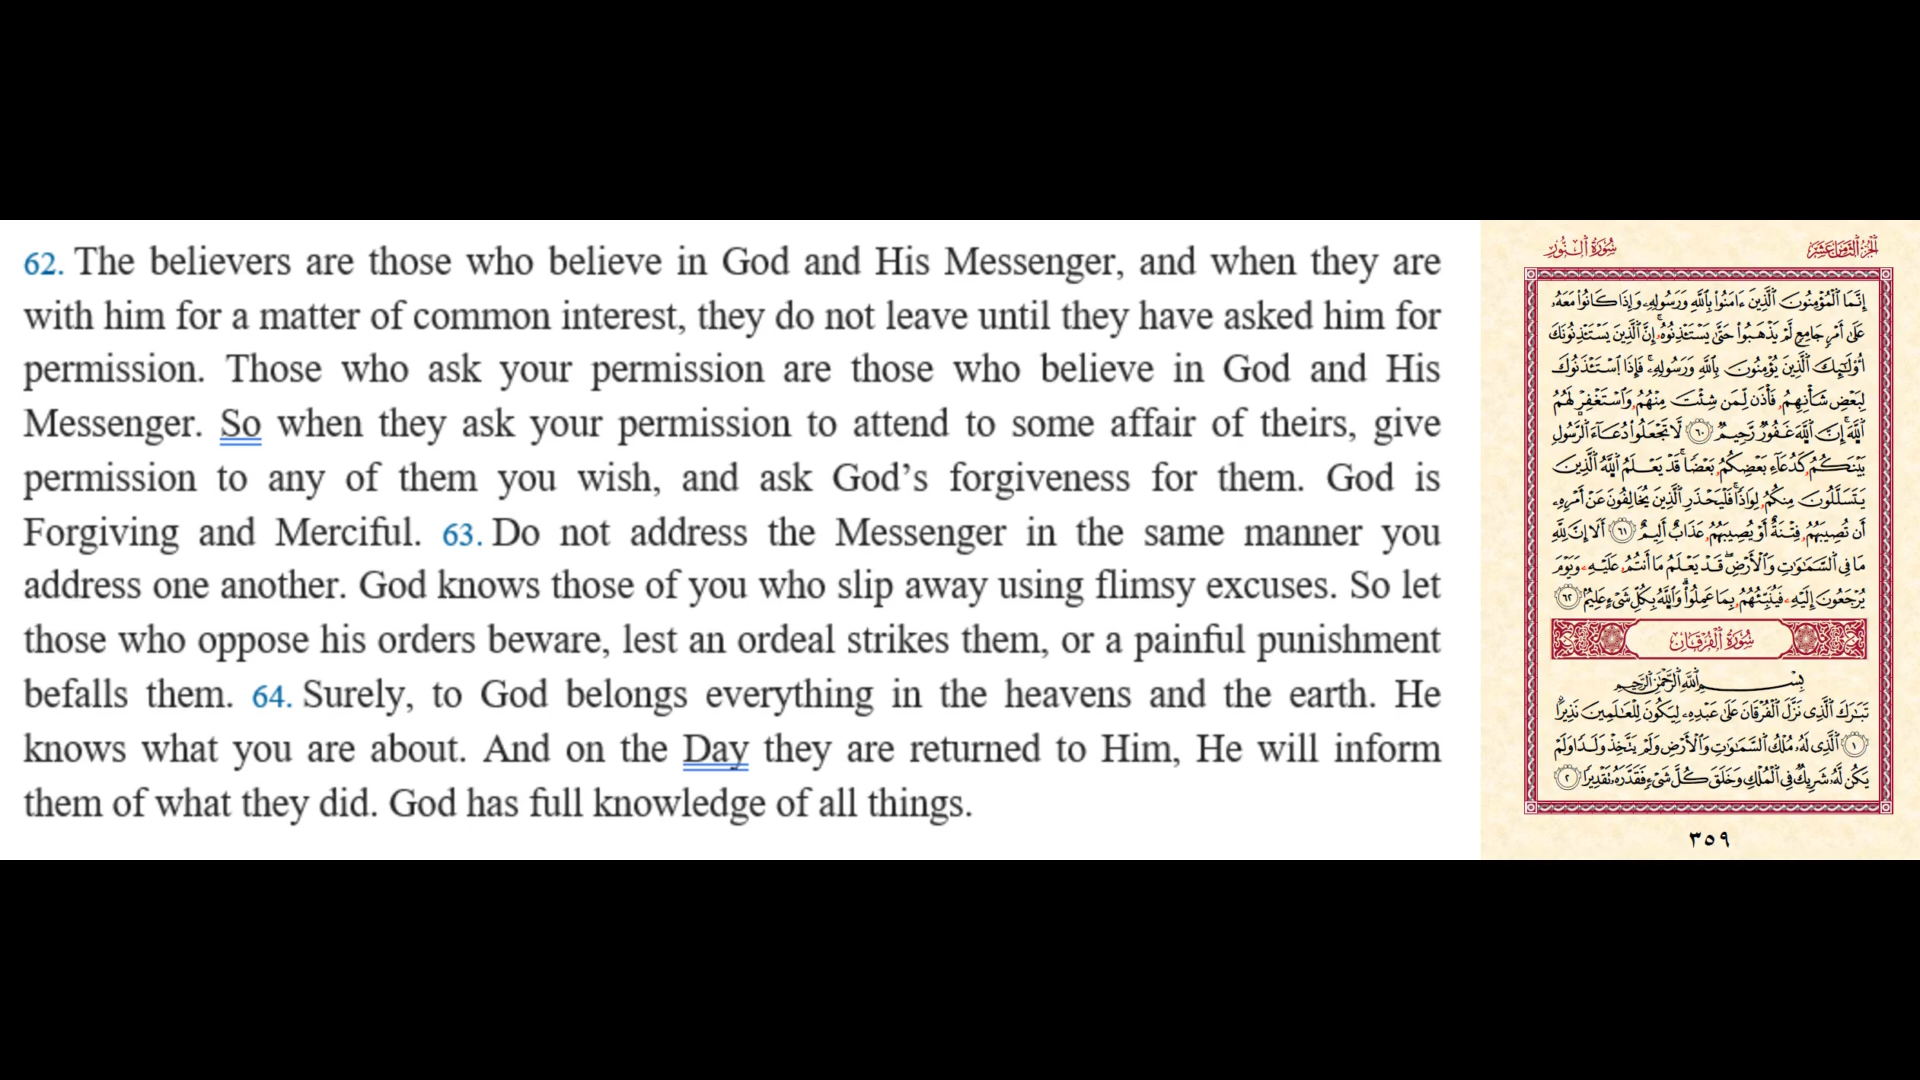 62. The believers are those who believe in God and His Messenger, and when they are
with him for a matter of common interest, they do not leave until they have asked him for
permission. Those who ask your permission are those who believe in God and His
Messenger. So when they ask your permission to attend to some affair of theirs, give
permission to any of them you wish, and ask God’s forgiveness for them. God is
Forgiving and Merciful. 63. Do not address the Messenger in the same manner you
address one another. God knows those of you who slip away using flimsy excuses. So let
those who oppose his orders beware, lest an ordeal strikes them, or a painful punishment
befalls them. 64. Surely, to God belongs everything in the heavens and the earth. He
knows what you are about. And on the Day they are returned to Him, He will inform
them of what they did. God has full knowledge of all things.
الجزء الثامن عشر
سورة النور
إِنَّمَا ٱلْمُؤْمِنُونَ ٱلَّذِينَ ءَامَنُوا۟ بِٱللَّهِ وَرَسُولِهِۦ وَإِذَا كَانُوا۟ مَعَهُۥ
عَلَىٰ أَمْرٍ جَامِعٍ لَّمْ يَذْهَبُوا۟ حَتَّىٰ يَسْتَـْٔذِنُوهُ إِنَّ ٱلَّذِينَ يَسْتَـْٔذِنُونَكَ
أُو۟لَـٰٓئِكَ ٱلَّذِينَ يُؤْمِنُونَ بِٱللَّهِ وَرَسُولِهِۦ فَإِذَا ٱسْتَـْٔذَنُوكَ
لِبَعْضِ شَأْنِهِمُۥ فَأْذَن لِّمَن شِئْتَ مِنْهُمُۥ وَٱسْتَغْفِر لَّهُمُ
ٱللَّهَ إِنَّ ٱللَّهَ غَفُورٌ رَّحِيمٌ ٦٠ لَّا تَجْعَلُوا۟ دُعَآءَ ٱلرَّسُولِ
بَيْنَكُمُۥ كَدُعَآءِ بَعْضِكُمُۥ بَعْضًا قَدْ يَعْلَمُ ٱللَّهُ ٱلَّذِينَ
يَتَسَلَّلُونَ مِنكُمُۥ لِوَاذًا فَلْيَحْذَرِ ٱلَّذِينَ يُخَالِفُونَ عَنْ أَمْرِهِۦ
أَن تُصِيبَهُمُۥ فِتْنَةٌ أَوْ يُصِيبَهُمُۥ عَذَابٌ أَلِيمٌ ٦١ أَلَآ إِنَّ لِلَّهِ
مَا فِى ٱلسَّمَـٰوَٰتِ وَٱلْأَرْضِ قَدْ يَعْلَمُ مَآ أَنتُمُۥ عَلَيْهِۦ وَيَوْمَ
يُرْجَعُونَ إِلَيْهِۦ فَيُنَبِّئُهُمُۥ بِمَا عَمِلُوا۟ وَٱللَّهُ بِكُلِّ شَىْءٍ عَلِيمٌ ٦٢
سورة الفرقان
بسم الله الرحمن الرحيم
تَبَارَكَ ٱلَّذِى نَزَّلَ ٱلْفُرْقَانَ عَلَىٰ عَبْدِهِۦ لِيَكُونَ لِلْعَـٰلَمِينَ نَذِيرًا
١ ٱلَّذِى لَهُۥ مُلْكُ ٱلسَّمَـٰوَٰتِ وَٱلْأَرْضِ وَلَمْ يَتَّخِذْ وَلَدًا وَلَمْ
يَكُن لَّهُۥ شَرِيكٌ فِى ٱلْمُلْكِ وَخَلَقَ كُلَّ شَىْءٍ فَقَدَّرَهُۥ تَقْدِيرًا ٢
٣٥٩